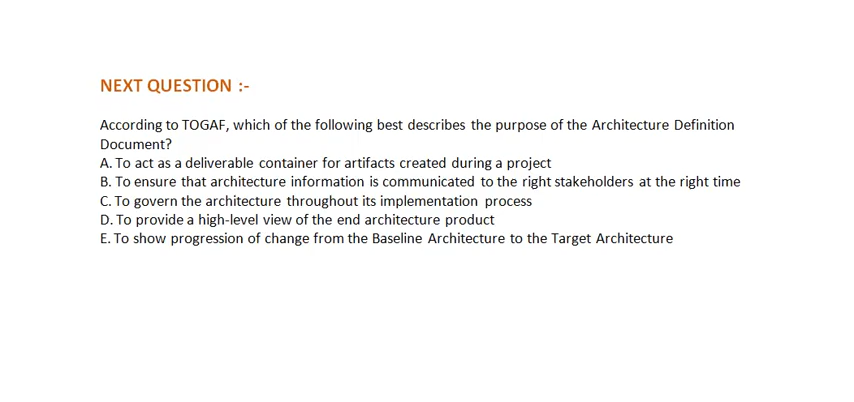 NEXT QUESTION :-
According to TOGAF, which of the following best describes the purpose of the Architecture Definition
Document?
A. To act as a deliverable container for artifacts created during a project
B. To ensure that architecture information is communicated to the right stakeholders at the right time
C. To govern the architecture throughout its implementation process
D. To provide a high-level view of the end architecture product
E. To show progression of change from the Baseline Architecture to the Target Architecture